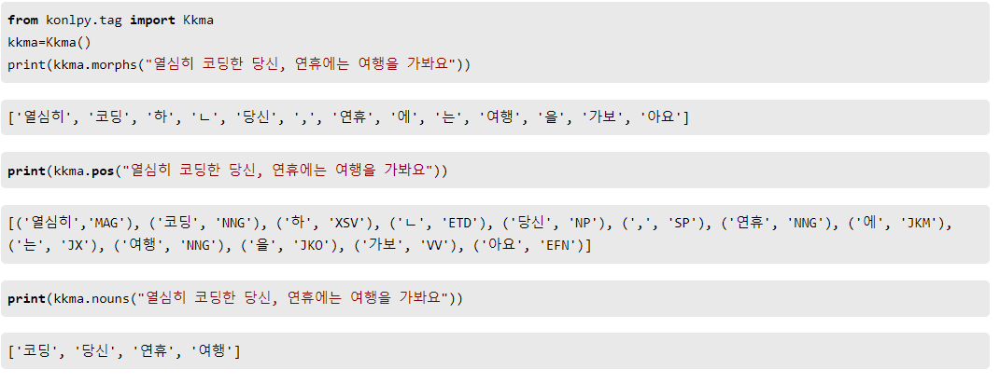 from konlpy.tag import Kkma
kkma=Kkma()
print(kkma.morphs("열심히 코딩한 당신, 연휴에는 여행을 가봐요"))
['열심히', '코딩', '하', 'ㄴ', '당신', ',', '연휴', '에', '는', '여행', '을', '가보', '아요']
print(kkma.pos("열심히 코딩한 당신, 연휴에는 여행을 가봐요"))
[('열심히','MAG'), ('코딩', 'NNG'), ('하', 'XSV'), ('ㄴ', 'ETD'), ('당신', 'NP'), (',', 'SP'), ('연휴', 'NNG'), ('에', 'JKM'),
('는', 'JX'), ('여행', 'NNG'), ('을', 'JKO'), ('가보', 'VV'), ('아요', 'EFN')]
print(kkma.nouns("열심히 코딩한 당신, 연휴에는 여행을 가봐요"))
['코딩', '당신', '연휴', '여행']